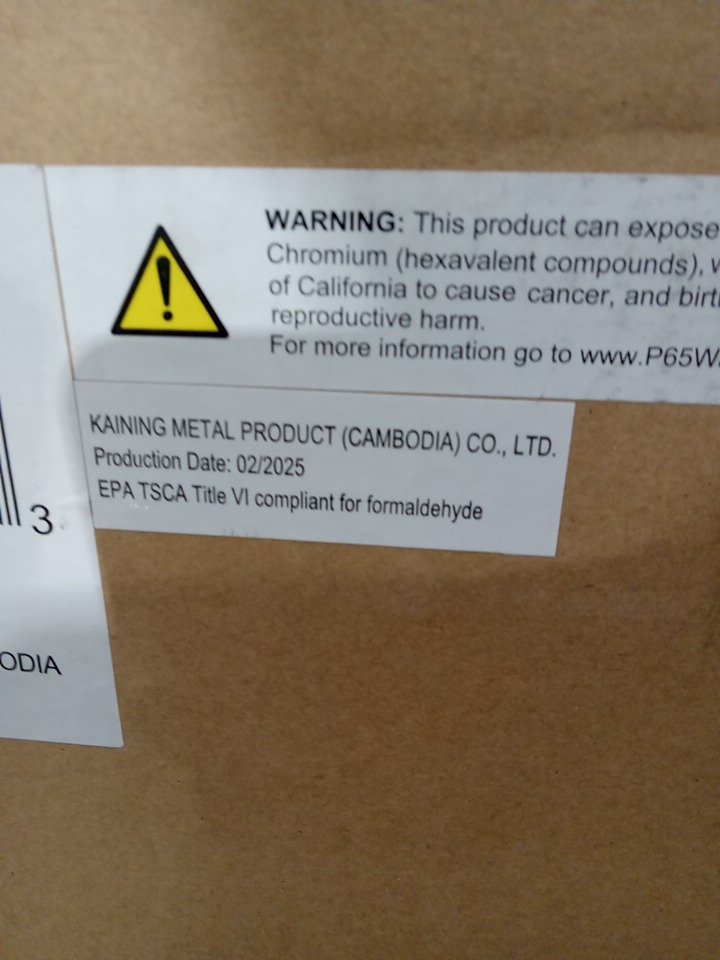 WARNING: This product can expose
Chromium (hexavalent compounds),
of California to cause cancer, and
reproductive harm.
For more information go to www.P65W
KAINING METAL PRODUCT (CAMBODIA) CO., LTD.
Production Date: 02/2025
EPA TSCA Title VI compliant for formaldehyde
3
ODIA